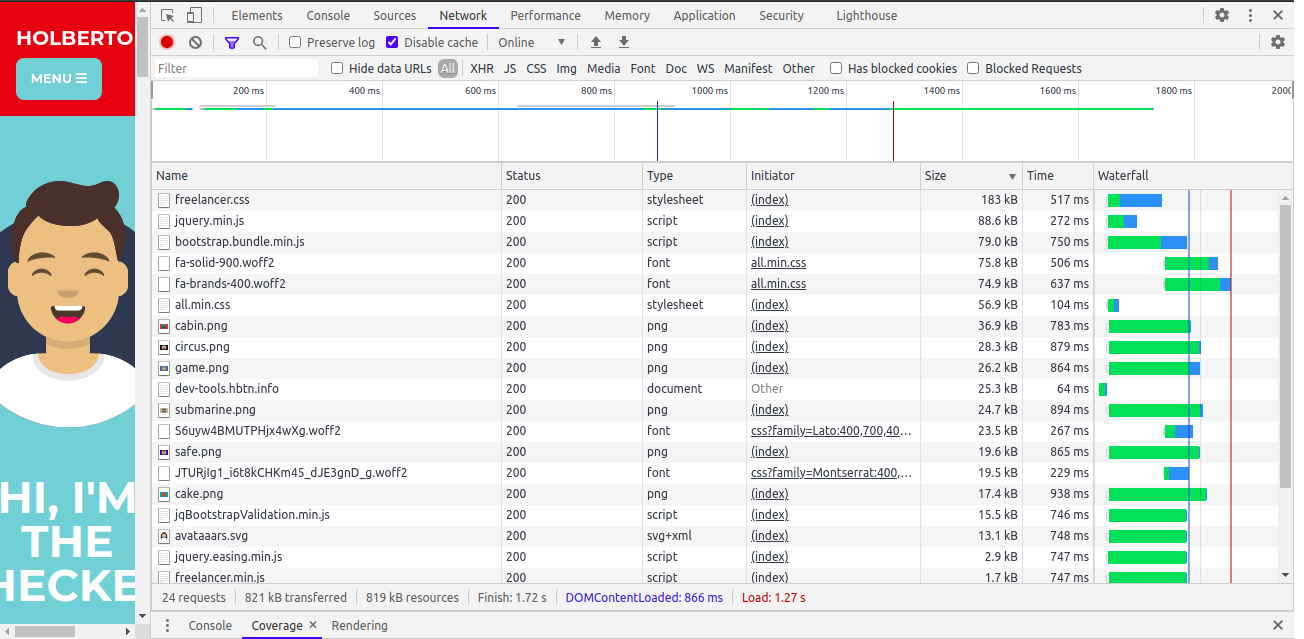 HOLBERTO
MENU ☰
HI, I'M
THE
HECKE
Elements Console Sources Network Performance Memory Application Security Lighthouse
Preserve log Disable cache Online
Filter Hide data URLs All XHR JS CSS Img Media Font Doc WS Manifest Other Has blocked cookies Blocked Requests
200 ms 400 ms 600 ms 800 ms 1000 ms 1200 ms 1400 ms 1600 ms 1800 ms 2000
Name Status Type Initiator Size Time Waterfall
freelancer.css 200 stylesheet (index) 183 kB 517 ms
jquery.min.js 200 script (index) 88.6 kB 272 ms
bootstrap.bundle.min.js 200 script (index) 79.0 kB 750 ms
fa-solid-900.woff2 200 font all.min.css 75.8 kB 506 ms
fa-brands-400.woff2 200 font all.min.css 74.9 kB 637 ms
all.min.css 200 stylesheet (index) 56.9 kB 104 ms
cabin.png 200 png (index) 36.9 kB 783 ms
circus.png 200 png (index) 28.3 kB 879 ms
game.png 200 png (index) 26.2 kB 864 ms
dev-tools.hbtn.info 200 document Other 25.3 kB 64 ms
submarine.png 200 png (index) 24.7 kB 894 ms
S6uyw4BMUTPHjx4wXg.woff2 200 font css?family=Lato:400,700,40... 23.5 kB 267 ms
safe.png 200 png (index) 19.6 kB 865 ms
JTURjIg1_i6t8kCHKm45_dJE3gnD_g.woff2 200 font css?family=Montserrat:400,... 19.5 kB 229 ms
cake.png 200 png (index) 17.4 kB 938 ms
jqBootstrapValidation.min.js 200 script (index) 15.5 kB 746 ms
avataaars.svg 200 svg+xml (index) 13.1 kB 748 ms
jquery.easing.min.js 200 script (index) 2.9 kB 747 ms
freelancer.min.js 200 script (index) 1.7 kB 747 ms
24 requests 821 kB transferred 819 kB resources Finish: 1.72 s DOMContentLoaded: 866 ms Load: 1.27 s
Console Coverage Rendering